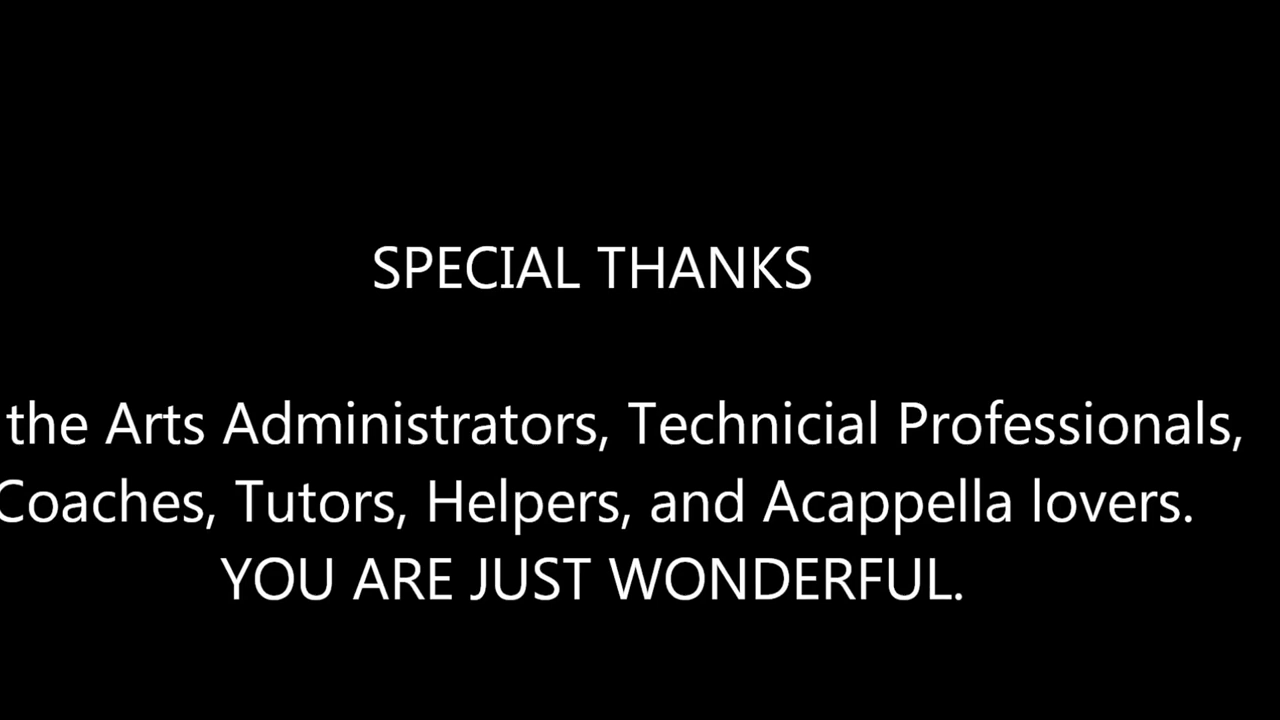 SPECIAL THANKS
the Arts Administrators, Technicial Professionals,
Coaches, Tutors, Helpers, and Acappella lovers.
YOU ARE JUST WONDERFUL.